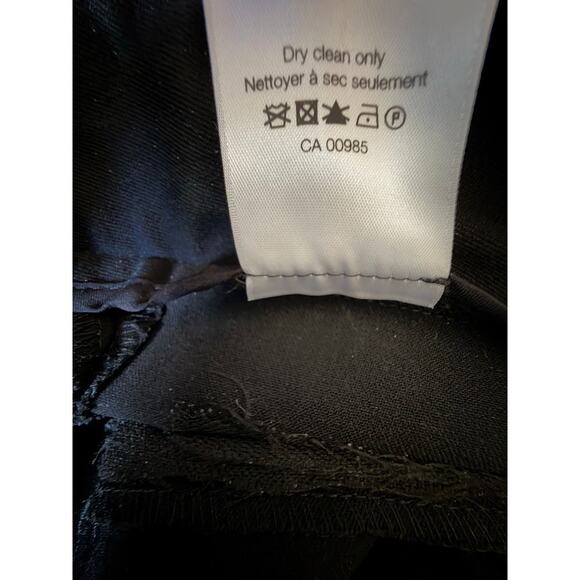 Dry clean only
Nettoyer à sec seulement
P
CA 00985